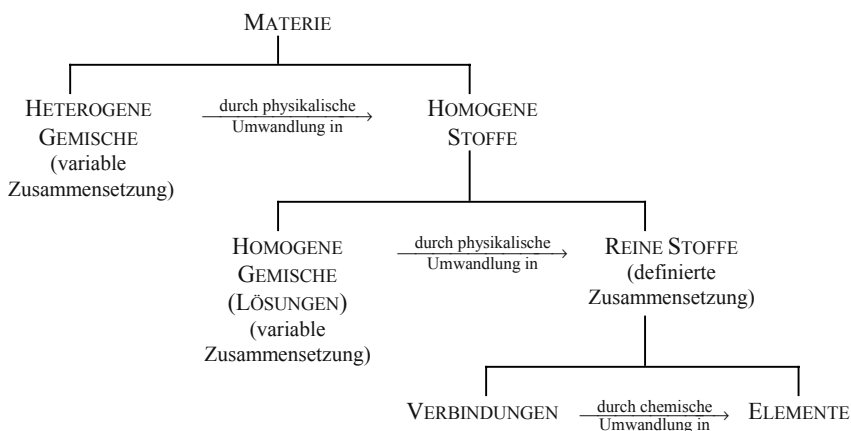 MATERIE
HETEROGENE
GEMISCHE
(variable
Zusammensetzung)
durch physikalische
Umwandlung in
HOMOGENE
STOFFE
HOMOGENE
GEMISCHE
(LÖSUNGEN)
(variable
Zusammensetzung)
durch physikalische
Umwandlung in
REINE STOFFE
(definierte
Zusammensetzung)
VERBINDUNGEN
durch chemische
Umwandlung in
ELEMENTE